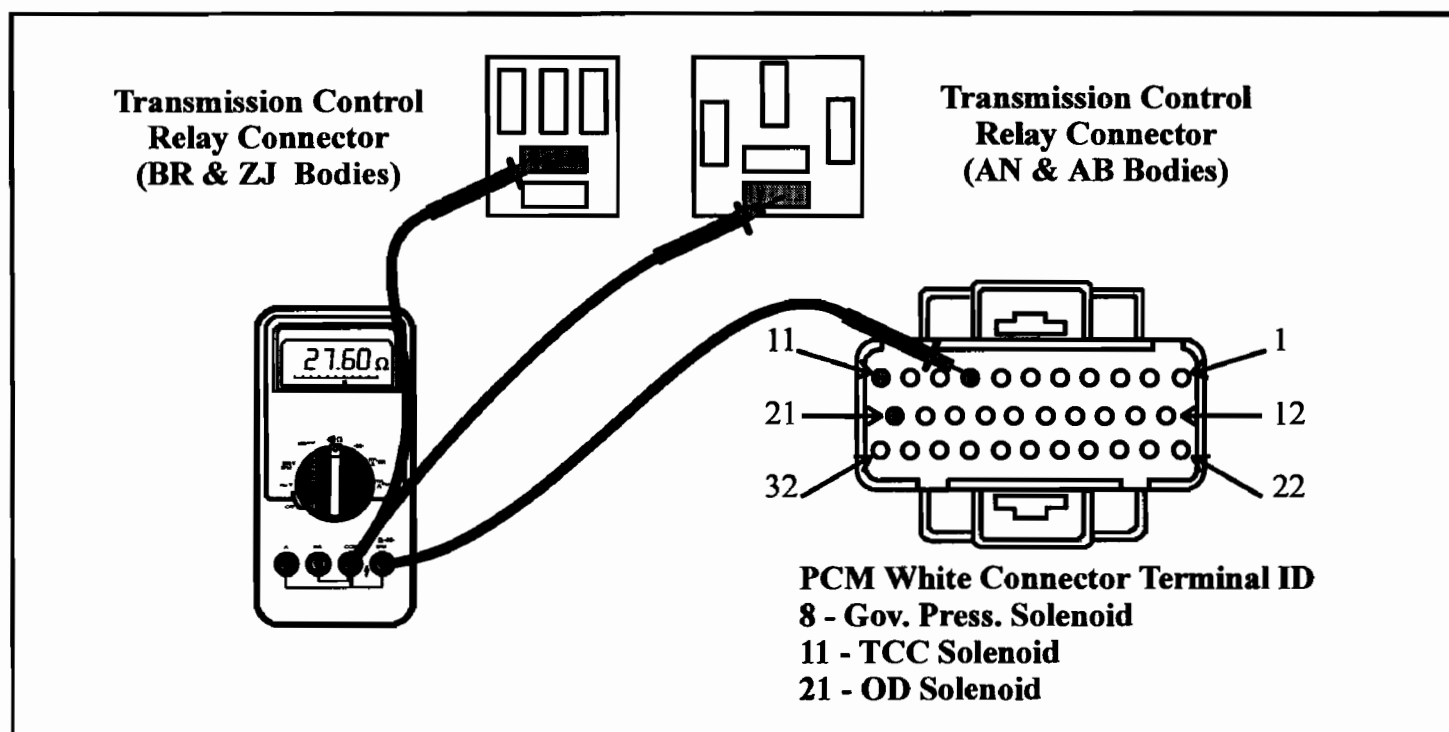 Transmission Control
Relay Connector
(BR & ZJ Bodies)
Transmission Control
Relay Connector
(AN & AB Bodies)
27.60 Ω
11
1
21
12
32
22
PCM White Connector Terminal ID
8 - Gov. Press. Solenoid
11 - TCC Solenoid
21 - OD Solenoid